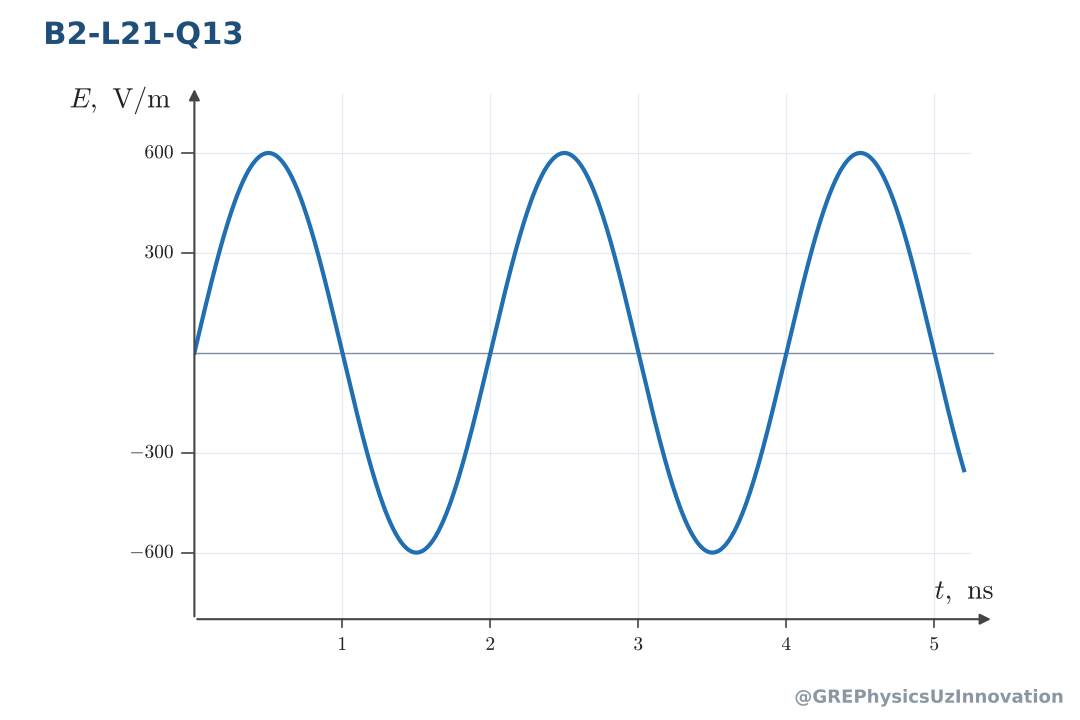 B2-L21-Q13
E, V/m
600
300
−300
−600
t, ns
1 2 3 4 5
@GREPhysicsUzInnovation